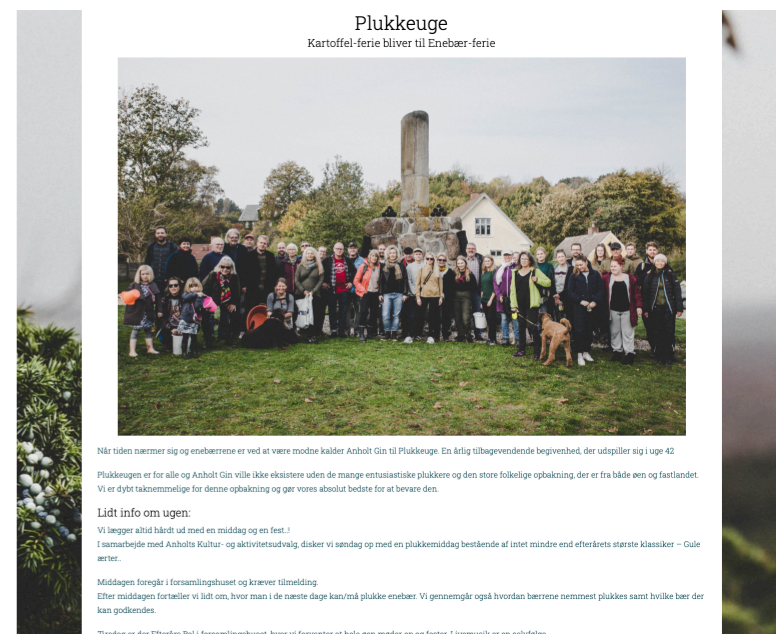 Plukkeuge
Kartoffel-ferie bliver til Enebær-ferie
Når tiden nærmer sig og enebærrene er ved at være modne kalder Anholt Gin til Plukkeuge. En årlig tilbagevendende begivenhed, der udspiller sig i uge 42
Plukkeugen er for alle og Anholt Gin ville ikke eksistere uden de mange entusiastiske plukkere og den store folkelige opbakning, der er fra både øen og fastlandet.
Vi er dybt taknemmelige for denne opbakning og gør vores absolut bedste for at bevare den.
Lidt info om ugen:
Vi lægger altid hårdt ud med en middag og en fest..!
I samarbejde med Anholts Kultur- og aktivitetsudvalg, disker vi søndag op med en plukkemiddag bestående af intet mindre end efterårets største klassiker – Gule
ærter..
Middagen foregår i forsamlingshuset og kræver tilmelding.
Efter middagen fortæller vi lidt om, hvor man i de næste dage kan/må plukke enebær. Vi gennemgår også hvordan bærrene nemmest plukkes samt hvilke bær der
kan godkendes.